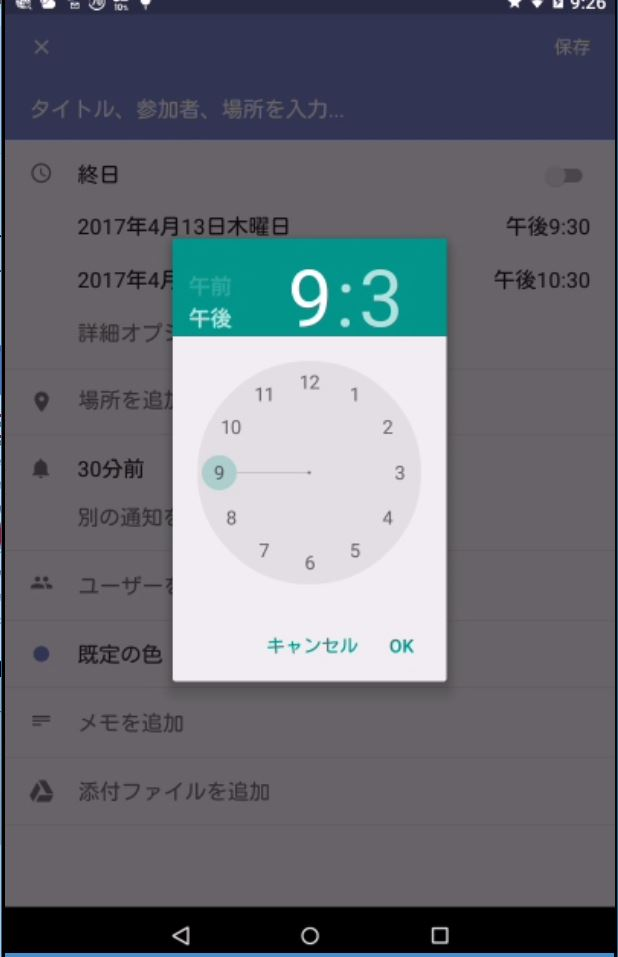 9:26
保存
タイトル、参加者、場所を入力...
終日
2017年4月13日木曜日 午後9:30
2017年4月 午後10:30
詳細オプシ
場所を追加
30分前
別の通知を
ユーザーを
既定の色
メモを追加
添付ファイルを追加
午前
午後
9:3
12
1
2
3
4
5
6
7
8
9
10
11
キャンセル OK